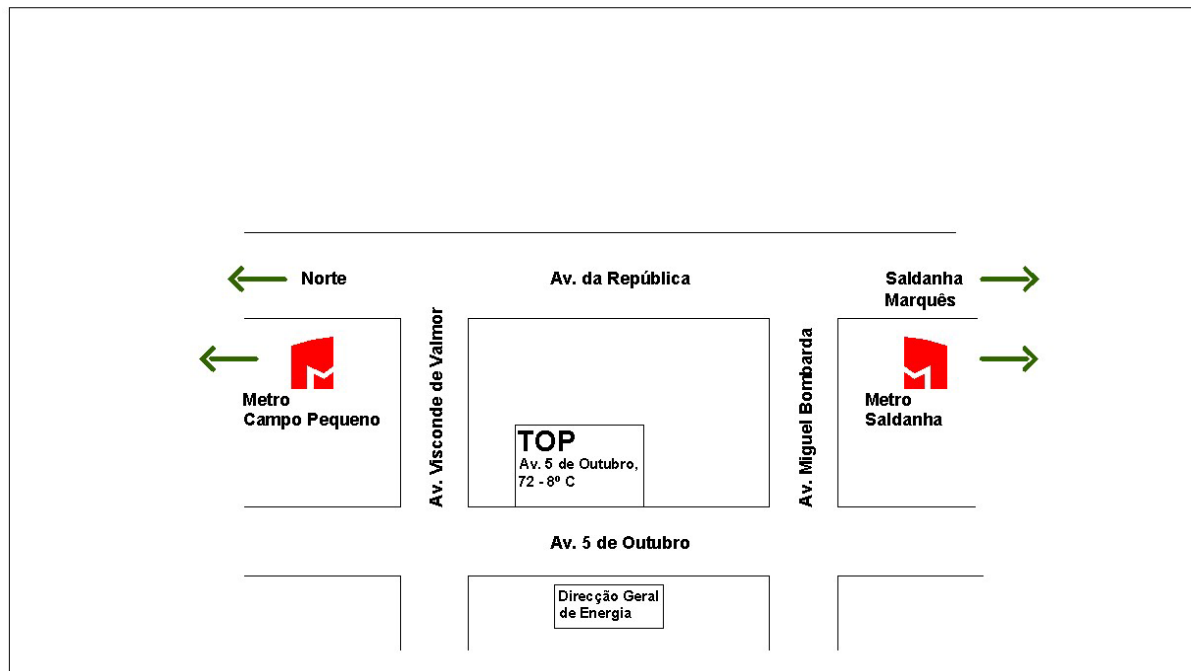 Norte
Av. da República
Saldanha
Marquês
Metro
Campo Pequeno
Av. Visconde de Valmor
TOP
Av. 5 de Outubro,
72 - 8º C
Av. Miguel Bombarda
Metro
Saldanha
Av. 5 de Outubro
Direcção Geral
de Energia